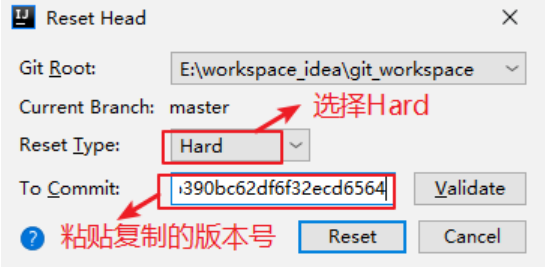 Reset Head
Git Root: E:\workspace_idea\git_workspace
Current Branch: master
选择Hard
Reset Type: Hard
To Commit: 390bc62df6f32ecd6564 Validate
粘贴复制的版本号
Reset Cancel